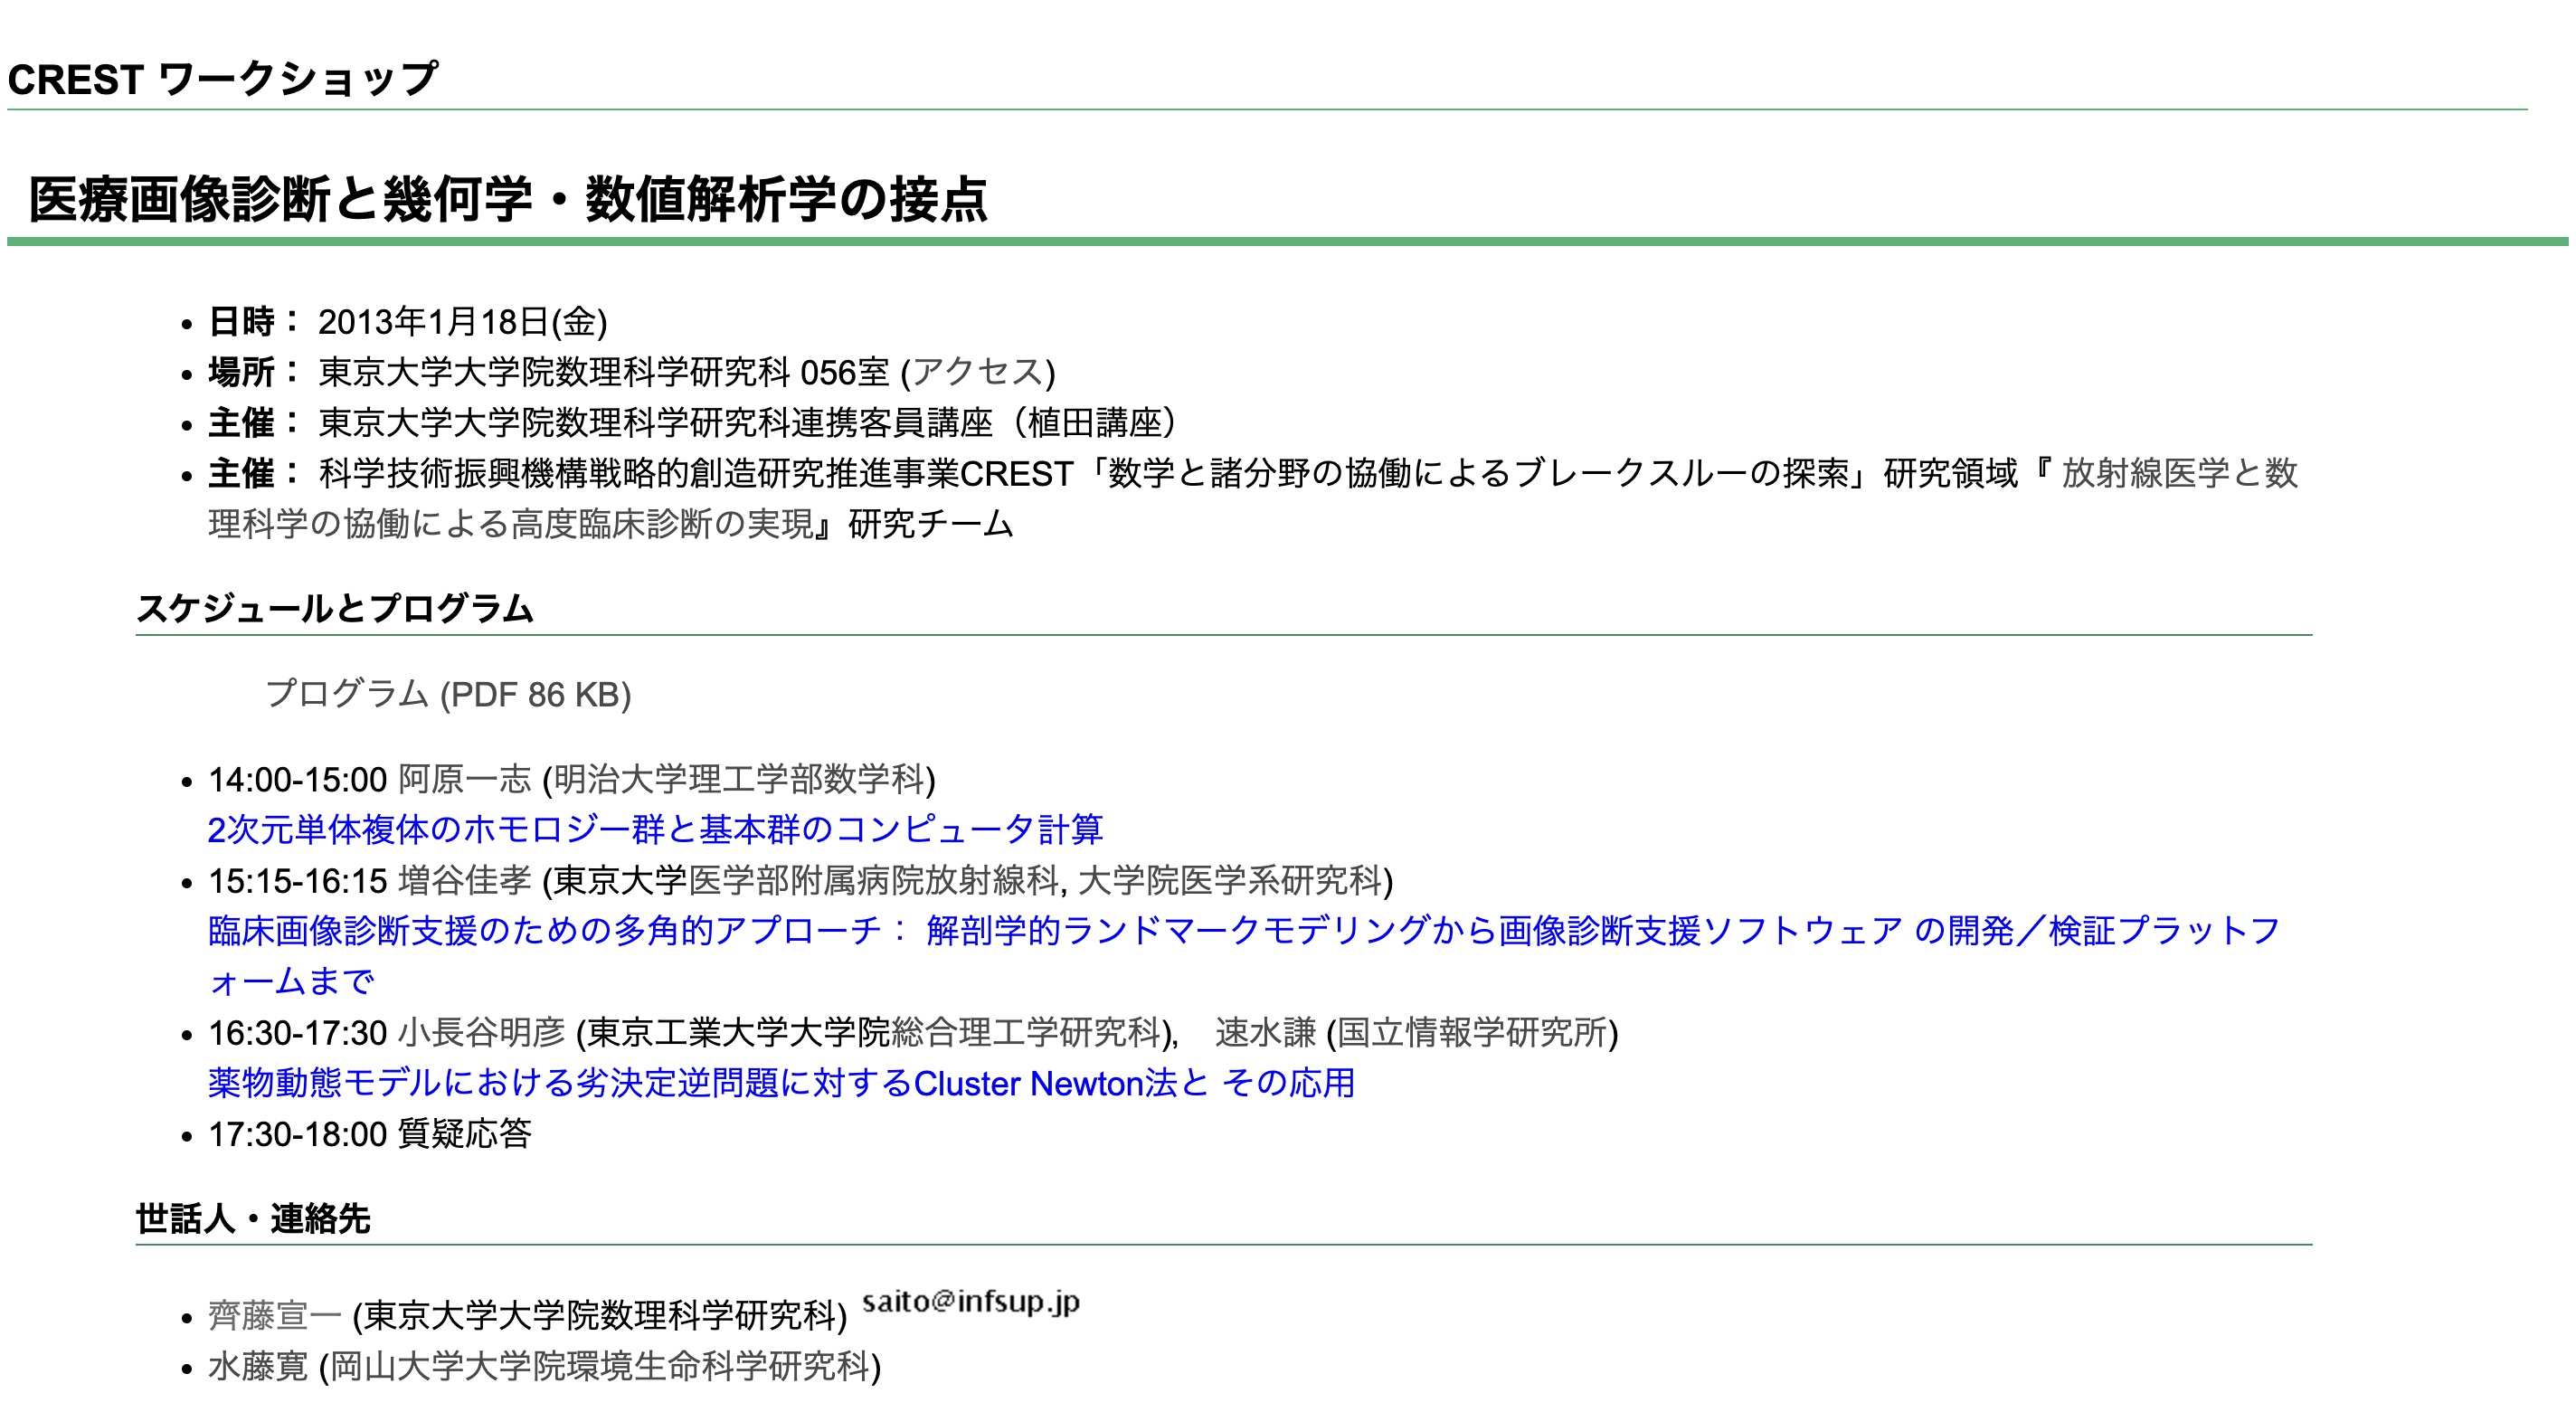 CREST ワークショップ
医療画像診断と幾何学・数値解析学の接点
• 日時： 2013年1月18日(金)
• 場所： 東京大学大学院数理科学研究科 056室 (アクセス)
• 主催： 東京大学大学院数理科学研究科連携客員講座（植田講座）
• 主催： 科学技術振興機構戦略的創造研究推進事業CREST「数学と諸分野の協働によるブレークスルーの探索」研究領域『 放射線医学と数
理科学の協働による高度臨床診断の実現』研究チーム
スケジュールとプログラム
プログラム (PDF 86 KB)
• 14:00-15:00 阿原一志 (明治大学理工学部数学科)
2次元単体複体のホモロジー群と基本群のコンピュータ計算
• 15:15-16:15 増谷佳孝 (東京大学医学部附属病院放射線科, 大学院医学系研究科)
臨床画像診断支援のための多角的アプローチ： 解剖学的ランドマークモデリングから画像診断支援ソフトウェア の開発／検証プラットフ
ォームまで
• 16:30-17:30 小長谷明彦 (東京工業大学大学院総合理工学研究科),　速水謙 (国立情報学研究所)
薬物動態モデルにおける劣決定逆問題に対するCluster Newton法と その応用
• 17:30-18:00 質疑応答
世話人・連絡先
• 齊藤宣一 (東京大学大学院数理科学研究科) saito@infsup.jp
• 水藤寛 (岡山大学大学院環境生命科学研究科)